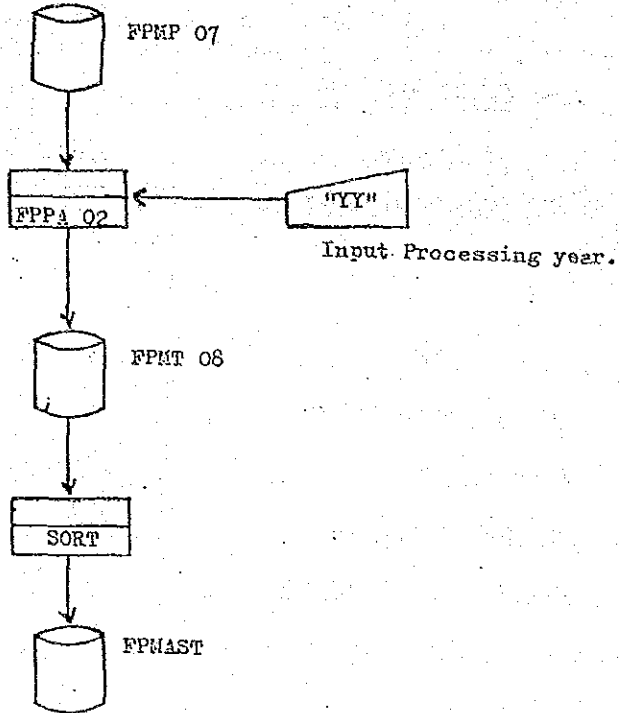 FPMP 07
"YY"
FPPA 02
Input Processing year.
FPMT 08
SORT
FPMAST